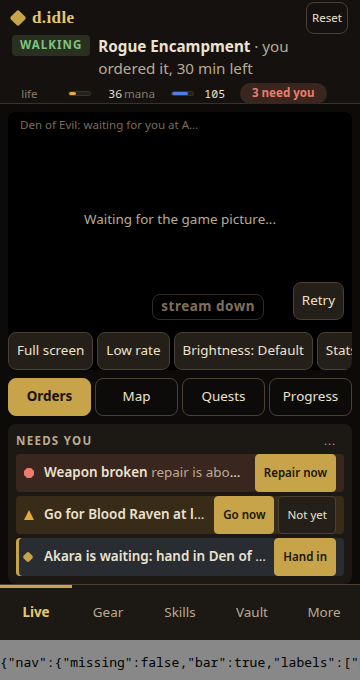 d.idle
Reset
WALKING
Rogue Encampment · you
ordered it, 30 min left
life 36 mana 105 3 need you
Den of Evil: waiting for you at A...
Waiting for the game picture...
stream down
Retry
Full screen Low rate Brightness: Default Stats
Orders Map Quests Progress
NEEDS YOU ...
Weapon broken repair is abo... Repair now
Go for Blood Raven at l... Go now Not yet
Akara is waiting: hand in Den of ... Hand in
Live Gear Skills Vault More
{"nav":{"missing":false,"bar":true,"labels":["